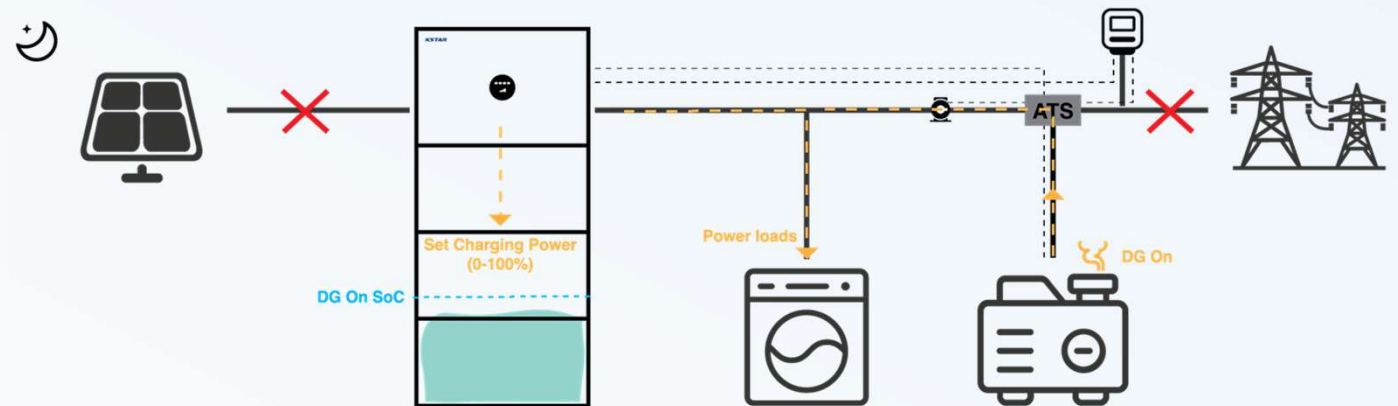 KSTAR
ATS
Power loads
Set Charging Power
(0-100%)
DG On
DG On SoC